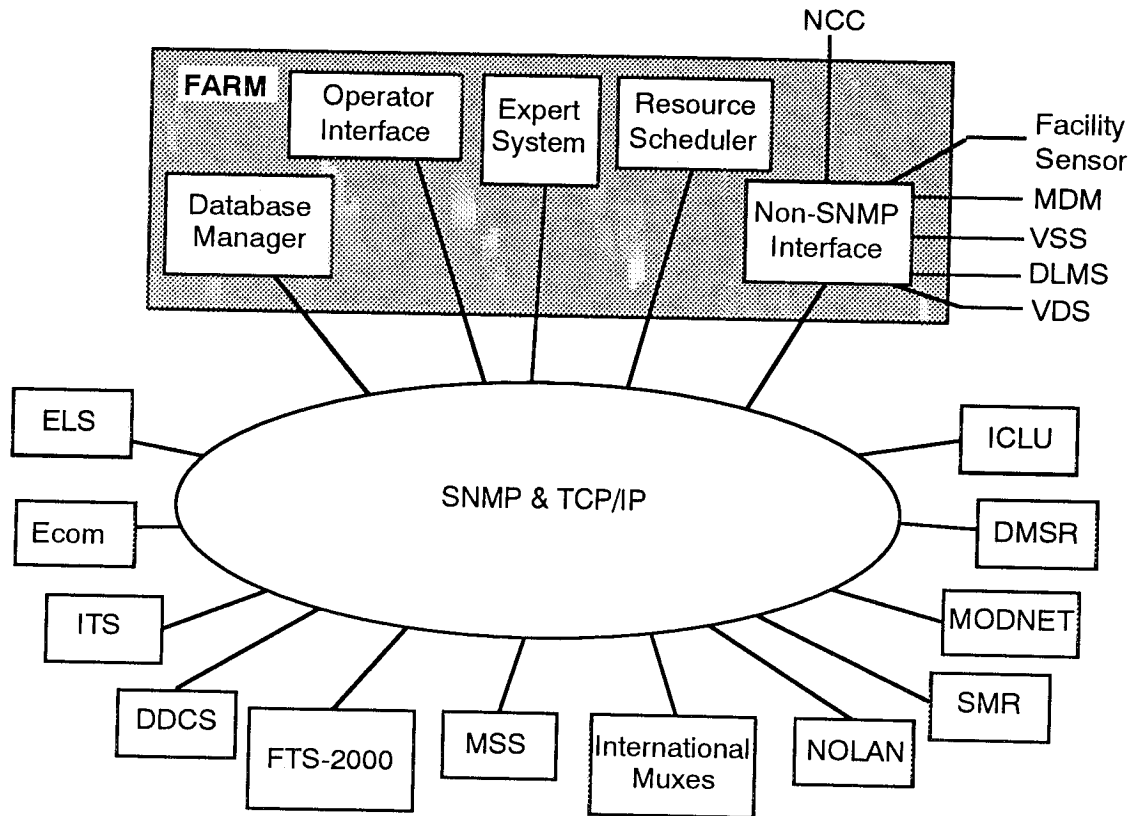 NCC
FARM
Operator
Interface
Expert
System
Resource
Scheduler
Facility
Sensor
Database
Manager
Non-SNMP
Interface
MDM
VSS
DLMS
VDS
ELS
ICLU
SNMP & TCP/IP
Ecom
DMSR
ITS
MODNET
DDCS
FTS-2000
MSS
International
Muxes
NOLAN
SMR